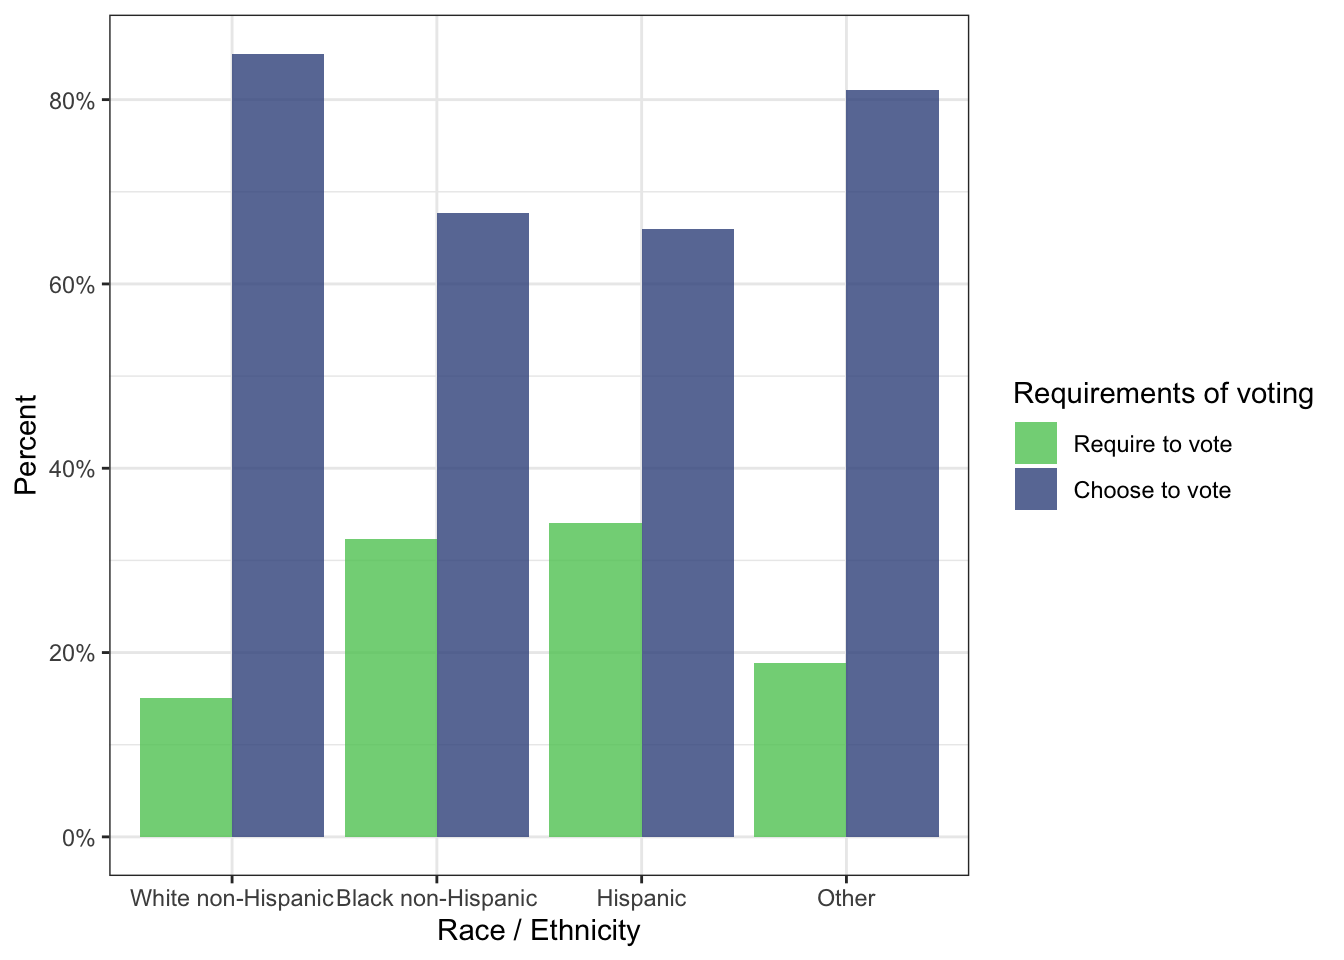 80%
60%
40%
20%
0%
Percent
White non-Hispanic
Black non-Hispanic
Hispanic
Other
Race / Ethnicity
Requirements of voting
Require to vote
Choose to vote